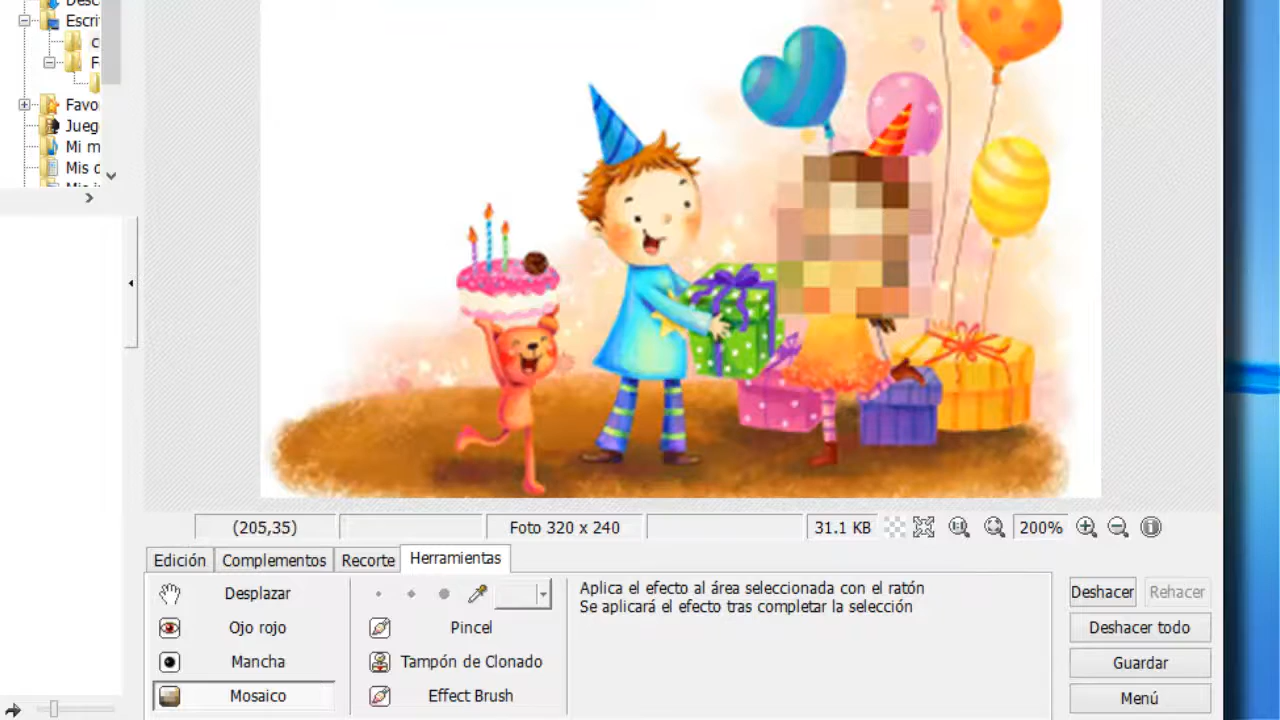 Escri
c
F
Favo
Jueg
Mi m
Mis c
(205,35)
Foto 320 x 240
31.1 KB
200%
Edición
Complementos
Recorte
Herramientas
Desplazar
Ojo rojo
Mancha
Mosaico
Pincel
Tampón de Clonado
Effect Brush
Aplica el efecto al área seleccionada con el ratón
Se aplicará el efecto tras completar la selección
Deshacer
Rehacer
Deshacer todo
Guardar
Menú